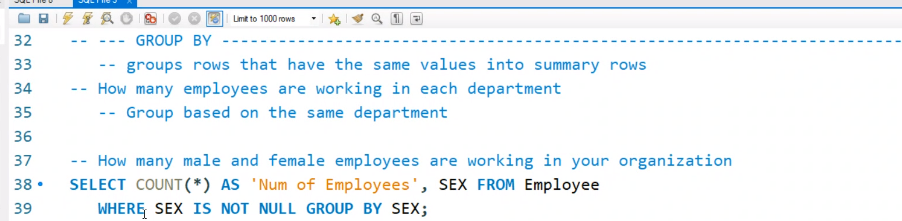 Limit to 1000 rows
32 -- --- GROUP BY ------------------------------------------------------------------------
33 -- groups rows that have the same values into summary rows
34 -- How many employees are working in each department
35 -- Group based on the same department
36
37 -- How many male and female employees are working in your organization
38 SELECT COUNT(*) AS 'Num of Employees', SEX FROM Employee
39 WHERE SEX IS NOT NULL GROUP BY SEX;